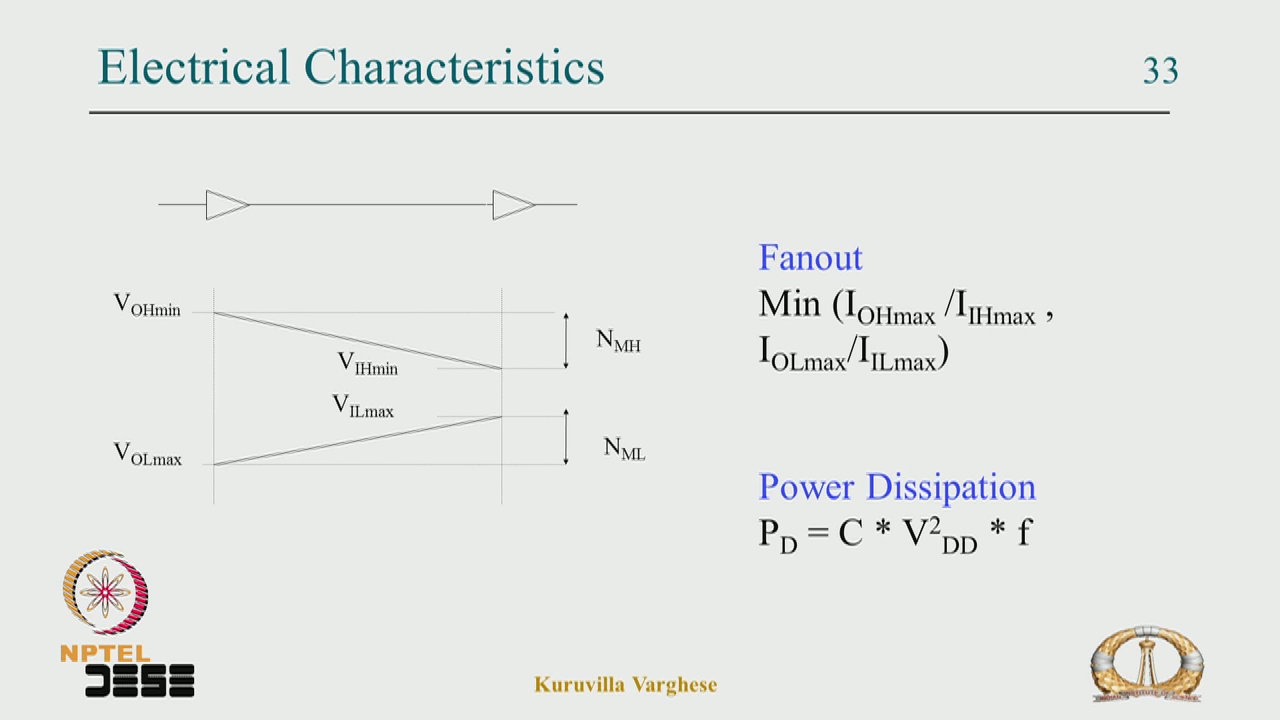 Electrical Characteristics
33
V_OHmin
N_MH
V_IHmin
V_ILmax
V_OLmax
N_ML
Fanout
Min (I_OHmax /I_IHmax ,
I_OLmax/I_ILmax)
Power Dissipation
P_D = C * V²_DD * f
NPTEL
DESE
Kuruvilla Varghese